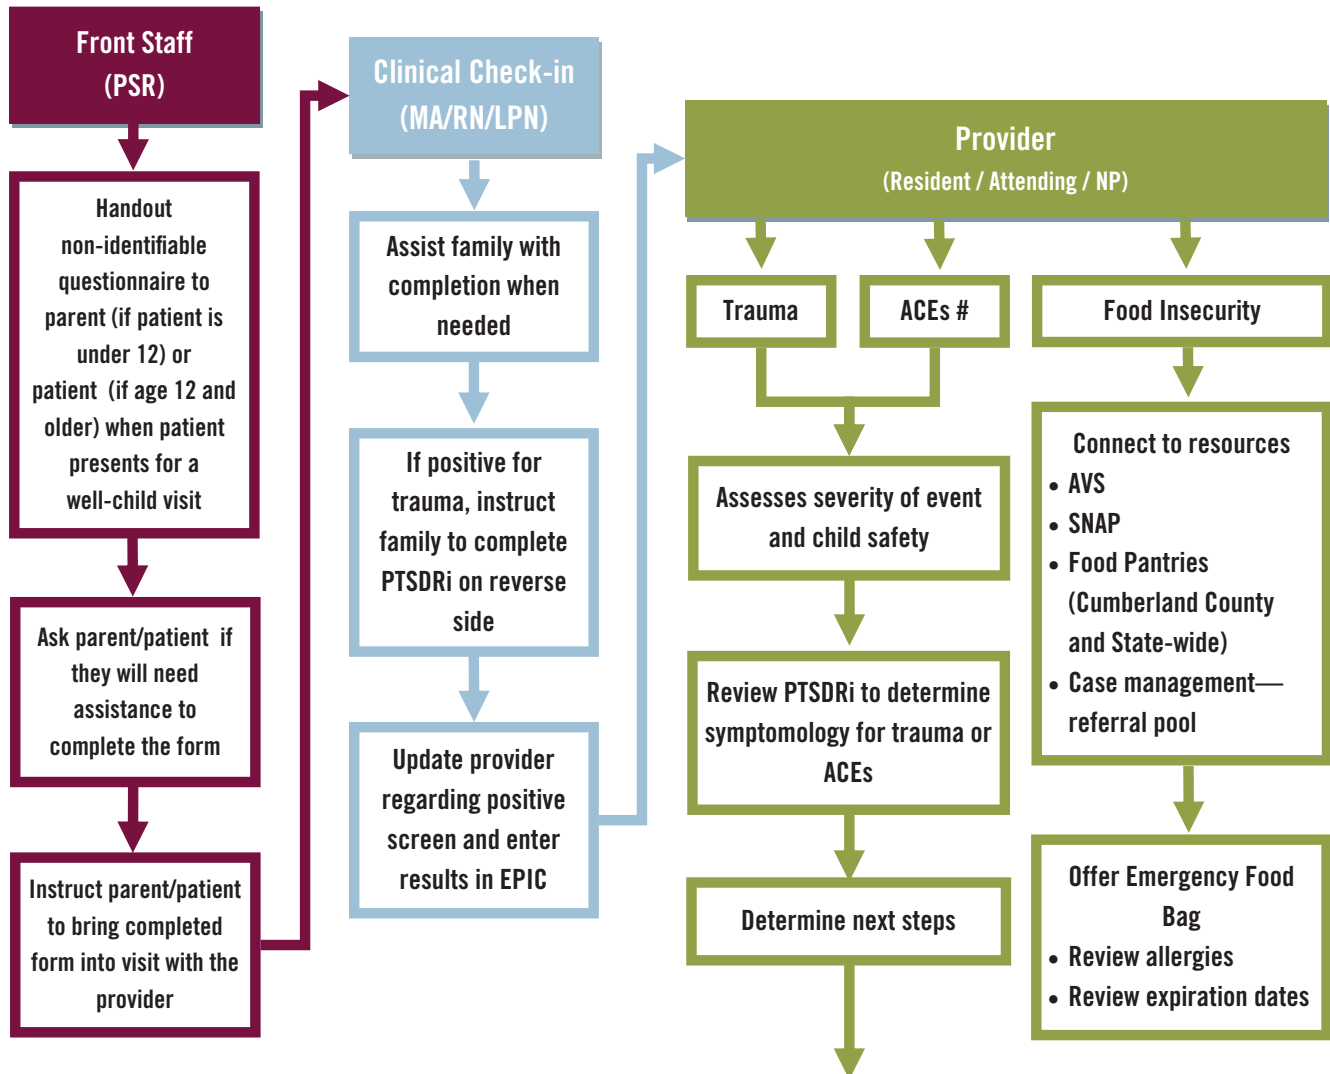 Front Staff
(PSR)
Handout
non-identifiable
questionnaire to
parent (if patient is
under 12) or
patient (if age 12 and
older) when patient
presents for a
well-child visit
Ask parent/patient if
they will need
assistance to
complete the form
Instruct parent/patient
to bring completed
form into visit with the
provider
Clinical Check-in
(MA/RN/LPN)
Assist family with
completion when
needed
If positive for
trauma, instruct
family to complete
PTSDRi on reverse
side
Update provider
regarding positive
screen and enter
results in EPIC
Provider
(Resident / Attending / NP)
Trauma
ACEs #
Assesses severity of event
and child safety
Review PTSDRi to determine
symptomology for trauma or
ACEs
Determine next steps
Food Insecurity
Connect to resources
• AVS
• SNAP
• Food Pantries
(Cumberland County
and State-wide)
• Case management—
referral pool
Offer Emergency Food
Bag
• Review allergies
• Review expiration dates